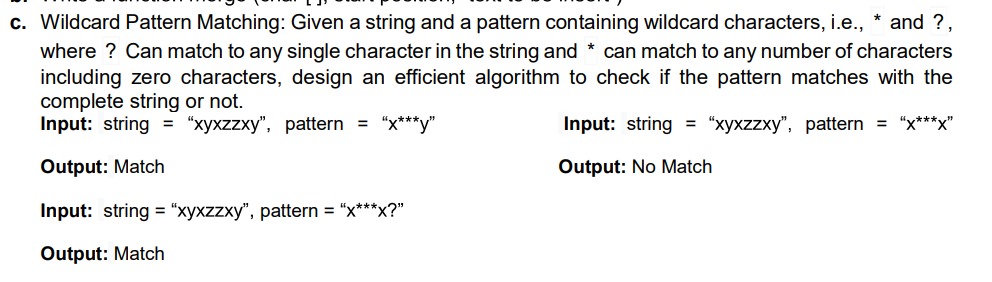 c. Wildcard Pattern Matching: Given a string and a pattern containing wildcard characters, i.e., * and ?,
where ? Can match to any single character in the string and * can match to any number of characters
including zero characters, design an efficient algorithm to check if the pattern matches with the
complete string or not.
Input: string = “xyxzzxy”, pattern = “x***y” Input: string = “xyxzzxy”, pattern = “x***x”
Output: Match Output: No Match
Input: string = “xyxzzxy”, pattern = “x***x?”
Output: Match